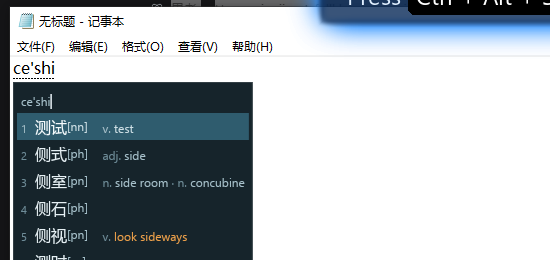 Press Ctrl + Alt +
无标题 - 记事本
文件(F) 编辑(E) 格式(O) 查看(V) 帮助(H)
ce'shi
ce'shi
1 测试[nn] v. test
2 侧式[ph] adj. side
3 侧室[pn] n. side room · n. concubine
4 侧石[ph]
5 侧视[pn] v. look sideways